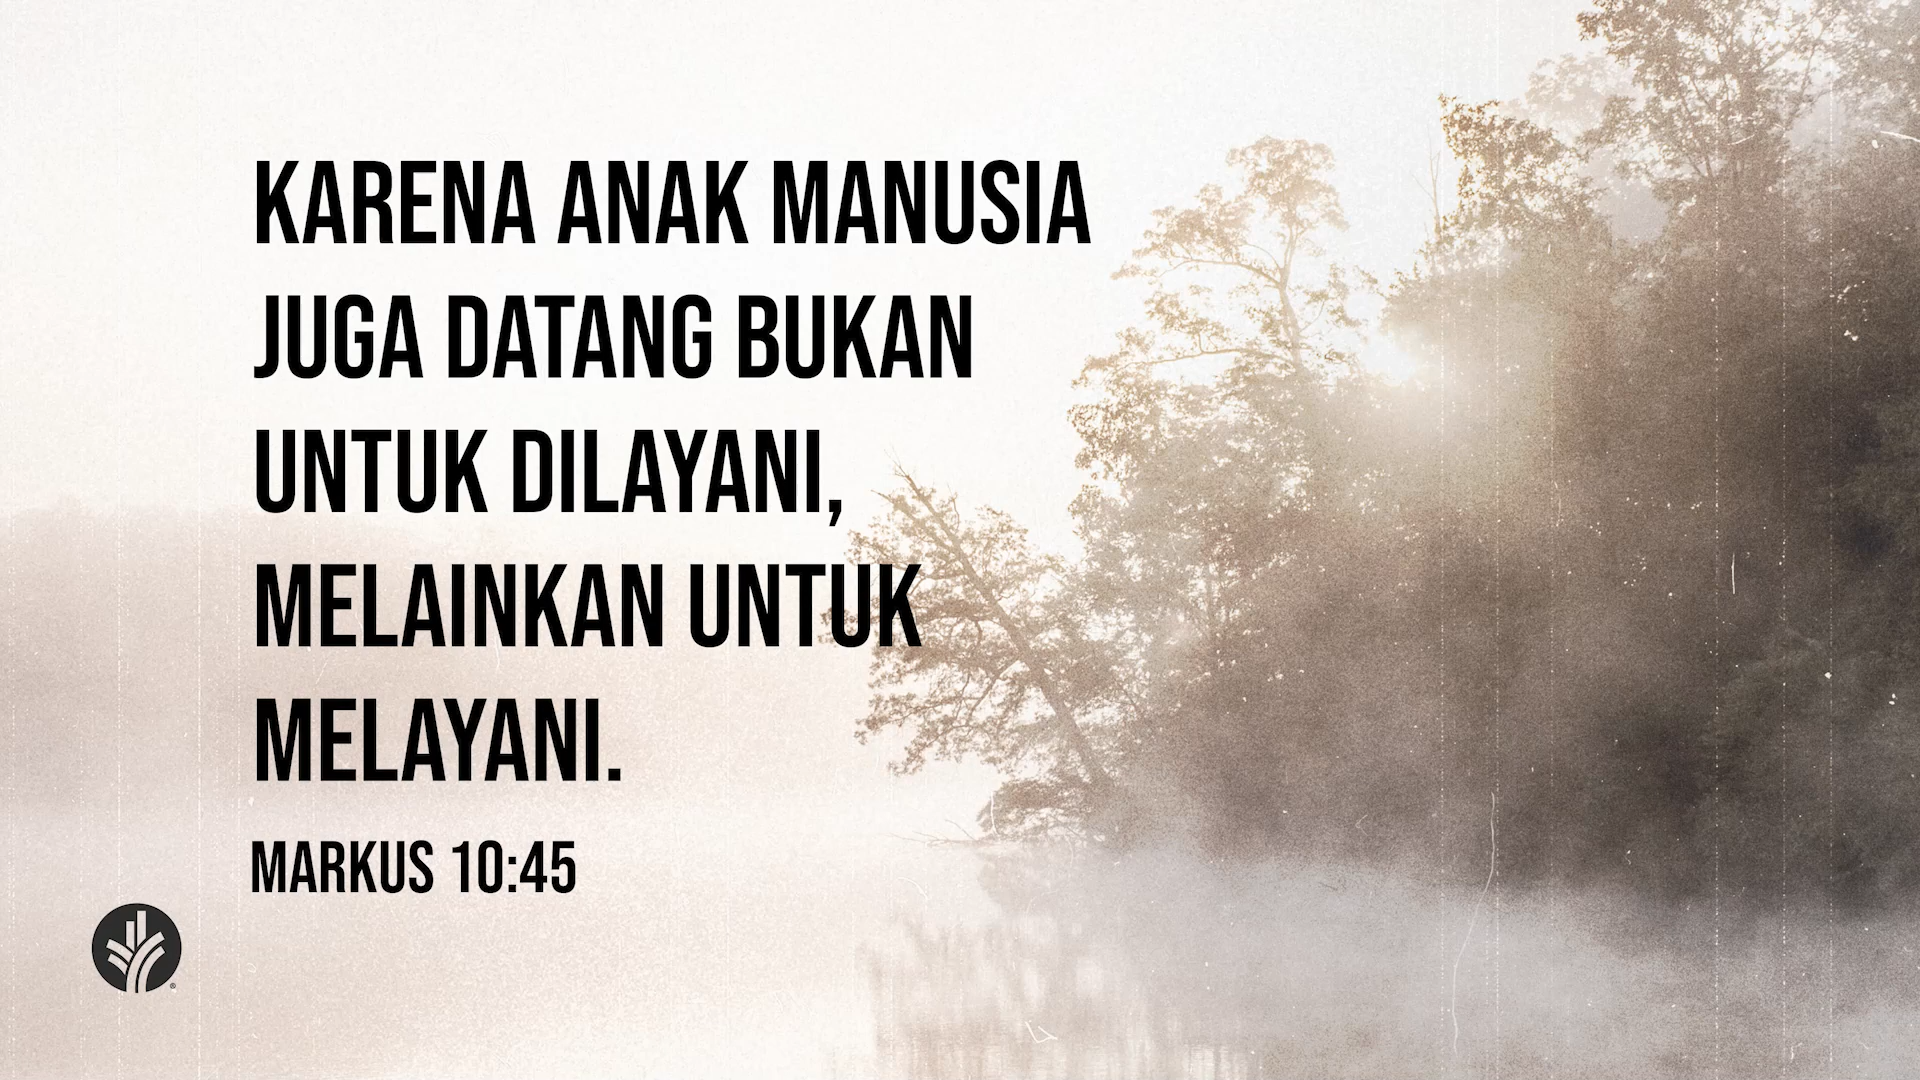 KARENA ANAK MANUSIA
JUGA DATANG BUKAN
UNTUK DILAYANI,
MELAINKAN UNTUK
MELAYANI.
MARKUS 10:45
®